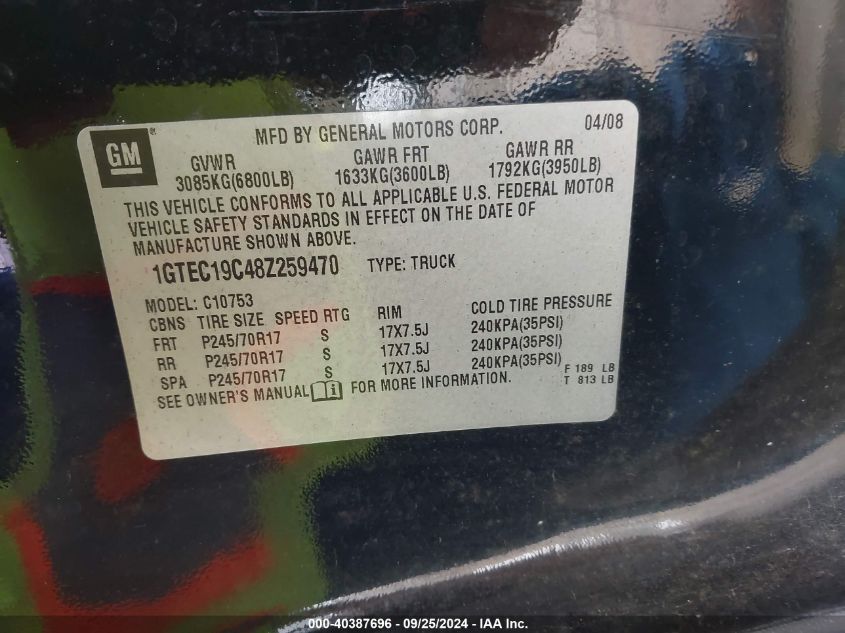 GM ® MFD BY GENERAL MOTORS CORP. 04/08
GVWR GAWR FRT GAWR RR
3085KG(6800LB) 1633KG(3600LB) 1792KG(3950LB)
THIS VEHICLE CONFORMS TO ALL APPLICABLE U.S. FEDERAL MOTOR
VEHICLE SAFETY STANDARDS IN EFFECT ON THE DATE OF
MANUFACTURE SHOWN ABOVE.
1GTEC19C48Z259470 TYPE: TRUCK
MODEL: C10753
CBNS TIRE SIZE SPEED RTG RIM COLD TIRE PRESSURE
FRT P245/70R17 S 17X7.5J 240KPA(35PSI)
RR P245/70R17 S 17X7.5J 240KPA(35PSI)
SPA P245/70R17 S 17X7.5J 240KPA(35PSI)
SEE OWNER'S MANUAL i FOR MORE INFORMATION.
F 189 LB
T 813 LB
000-40387696 - 09/25/2024 - IAA Inc.